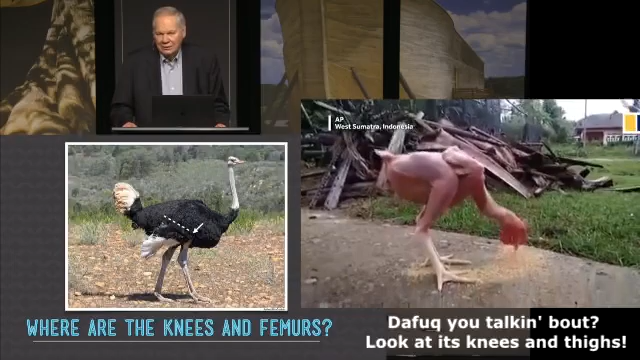 AP
West Sumatra, Indonesia
WHERE ARE THE KNEES AND FEMURS?
Dafuq you talkin' bout?
Look at its knees and thighs!